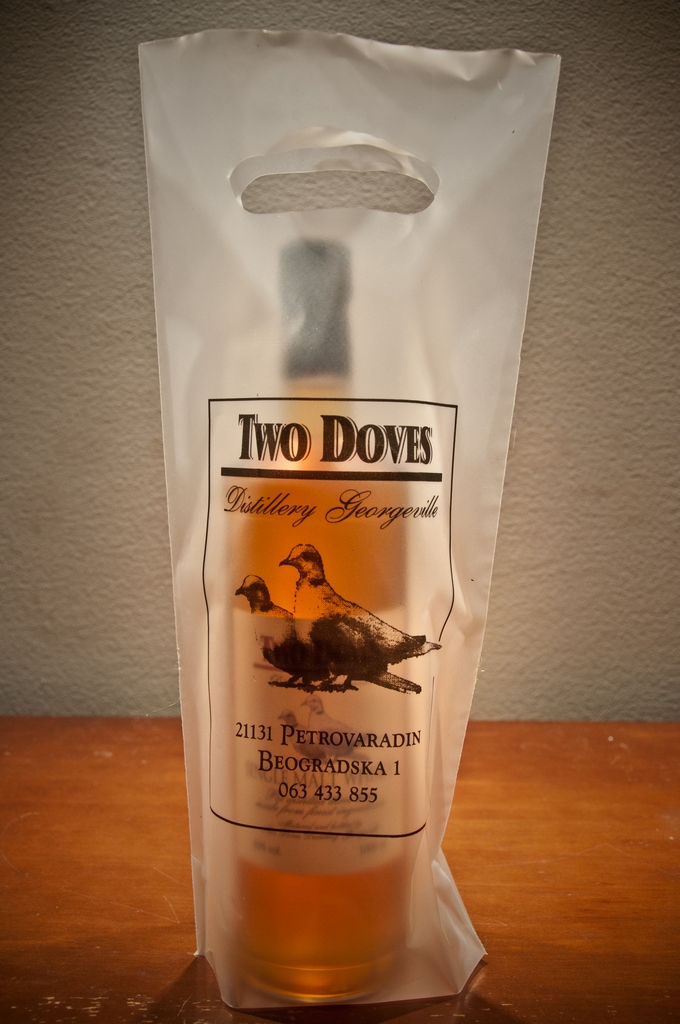 TWO DOVES
Distillery Georgeville
21131 PETROVARADIN
BEOGRADSKA 1
063 433 855